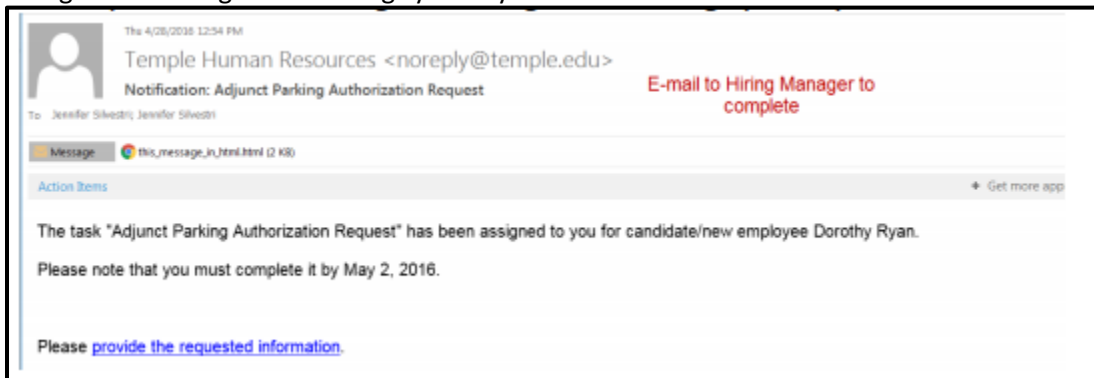 Thu 4/28/2016 12:54 PM
Temple Human Resources <noreply@temple.edu>
Notification: Adjunct Parking Authorization Request
E-mail to Hiring Manager to
complete
To Jennifer Silvestri; Jennifer Silvestri
Message this_message_in_html.html (2 KB)
Action Items + Get more app
The task "Adjunct Parking Authorization Request" has been assigned to you for candidate/new employee Dorothy Ryan.
Please note that you must complete it by May 2, 2016.
Please provide the requested information.